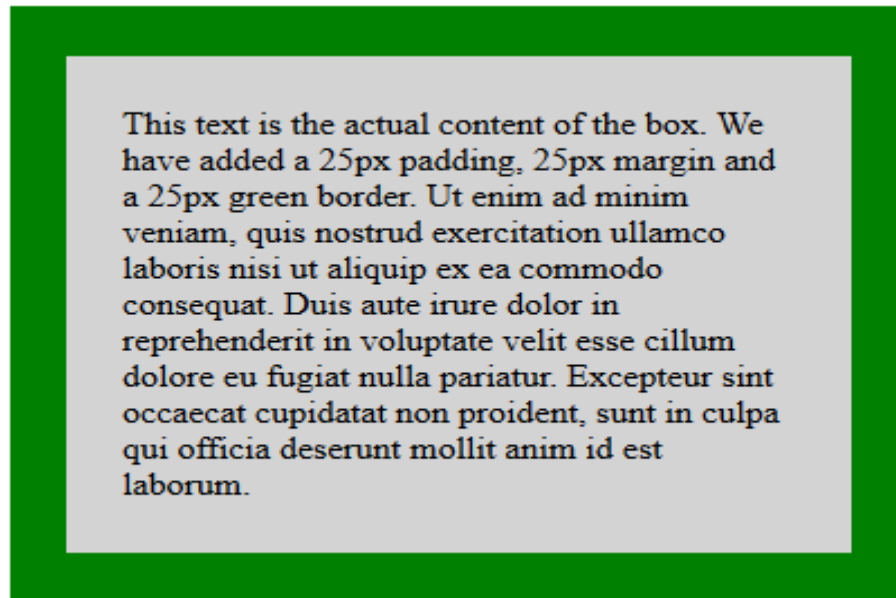 This text is the actual content of the box. We
have added a 25px padding, 25px margin and
a 25px green border. Ut enim ad minim
veniam, quis nostrud exercitation ullamco
laboris nisi ut aliquip ex ea commodo
consequat. Duis aute irure dolor in
reprehenderit in voluptate velit esse cillum
dolore eu fugiat nulla pariatur. Excepteur sint
occaecat cupidatat non proident, sunt in culpa
qui officia deserunt mollit anim id est
laborum.